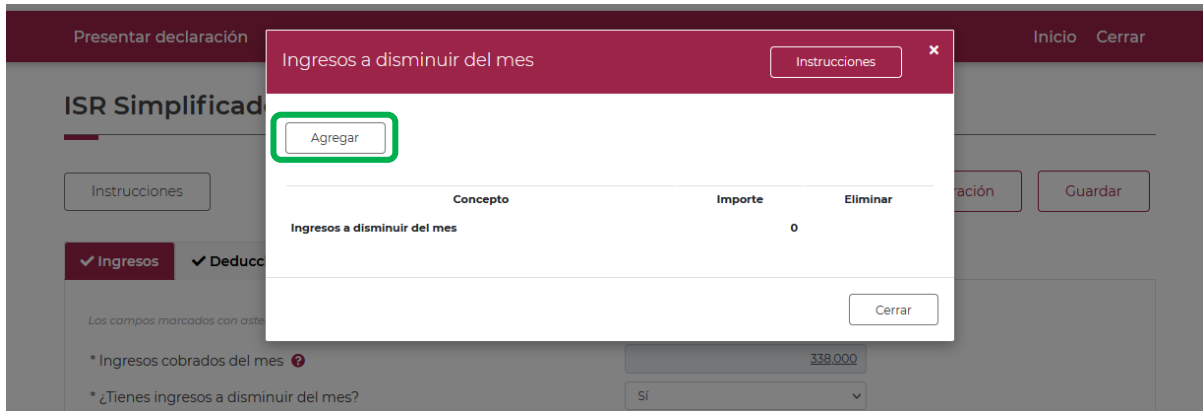 Presentar declaración
Inicio Cerrar
Ingresos a disminuir del mes
Instrucciones
×
ISR Simplificad
Agregar
Instrucciones
ración
Guardar
Concepto Importe Eliminar
Ingresos a disminuir del mes 0
Ingresos
Deducc
Cerrar
Los campos marcados con aste
* Ingresos cobrados del mes ?
338,000
* ¿Tienes ingresos a disminuir del mes?
Sí